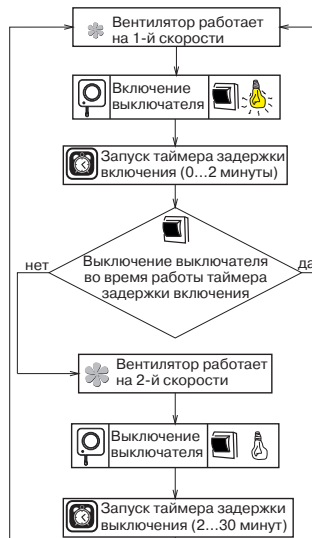 Вентилятор работает
на 1-й скорости
Включение
выключателя
Запуск таймера задержки
включения (0...2 минуты)
Выключение выключателя
во время работы таймера
задержки включения
нет
да
Вентилятор работает
на 2-й скорости
Выключение
выключателя
Запуск таймера задержки
выключения (2...30 минут)